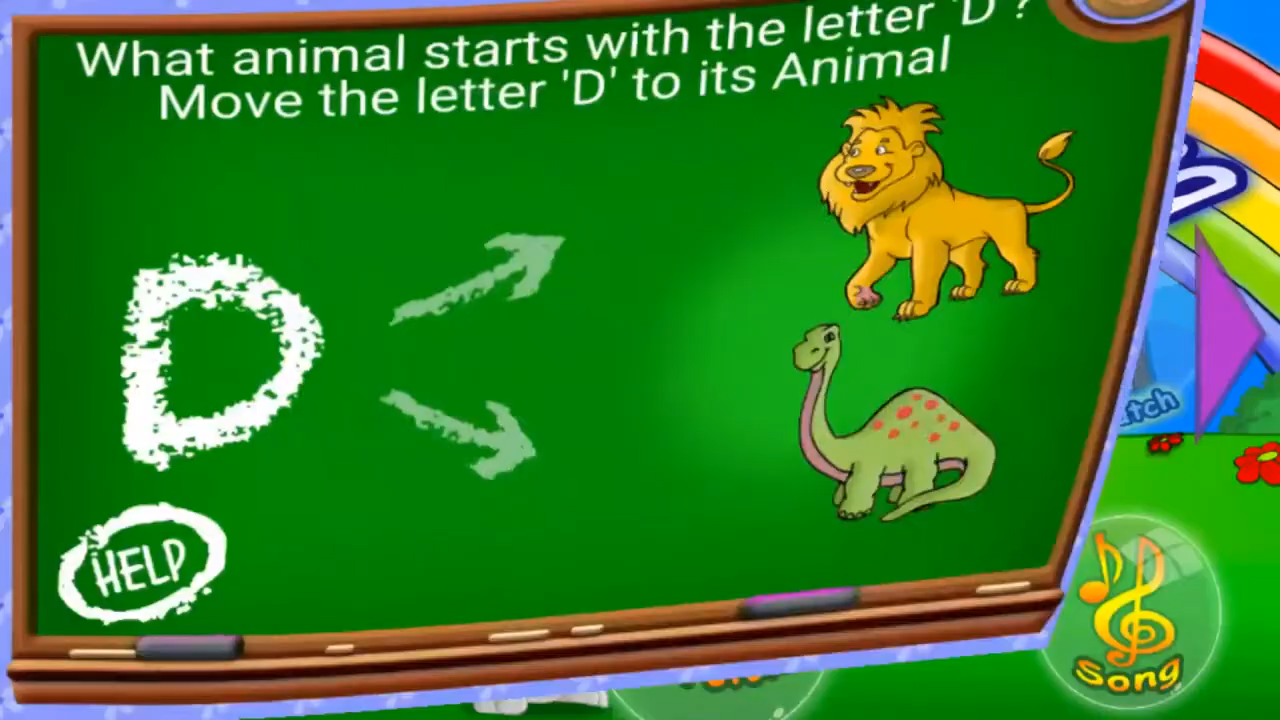 What animal starts with the letter 'D'?
Move the letter 'D' to its Animal
D
HELP
Song